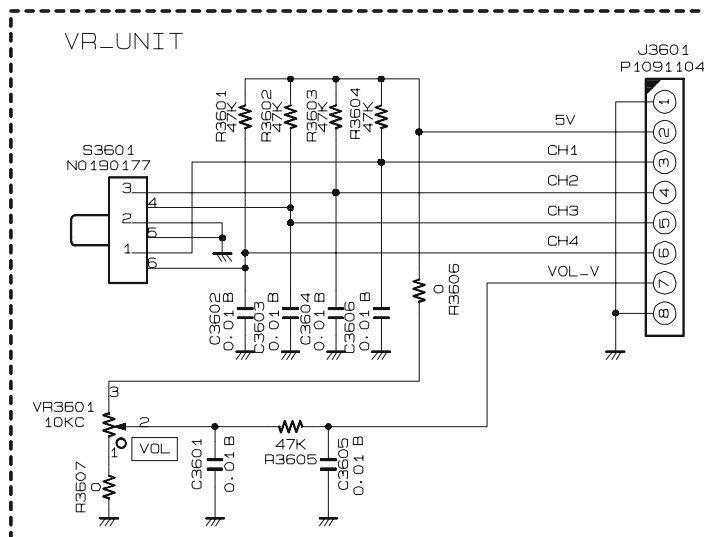 VR_UNIT
J3601
P1091104
R3601
47K
R3602
47K
R3603
47K
R3604
47K
1
5V
2
S3601
N0190177
CH1
3
3
CH2
4
4
2
CH3
5
5
1
CH4
6
6
VOL_V
7
0
R3606
8
C3602
0.01 B
C3603
0.01 B
C3604
0.01 B
C3606
0.01 B
3
VR3601
10KC
2
1
VOL
R3607
0
C3601
0.01 B
47K
R3605
C3605
0.01 B